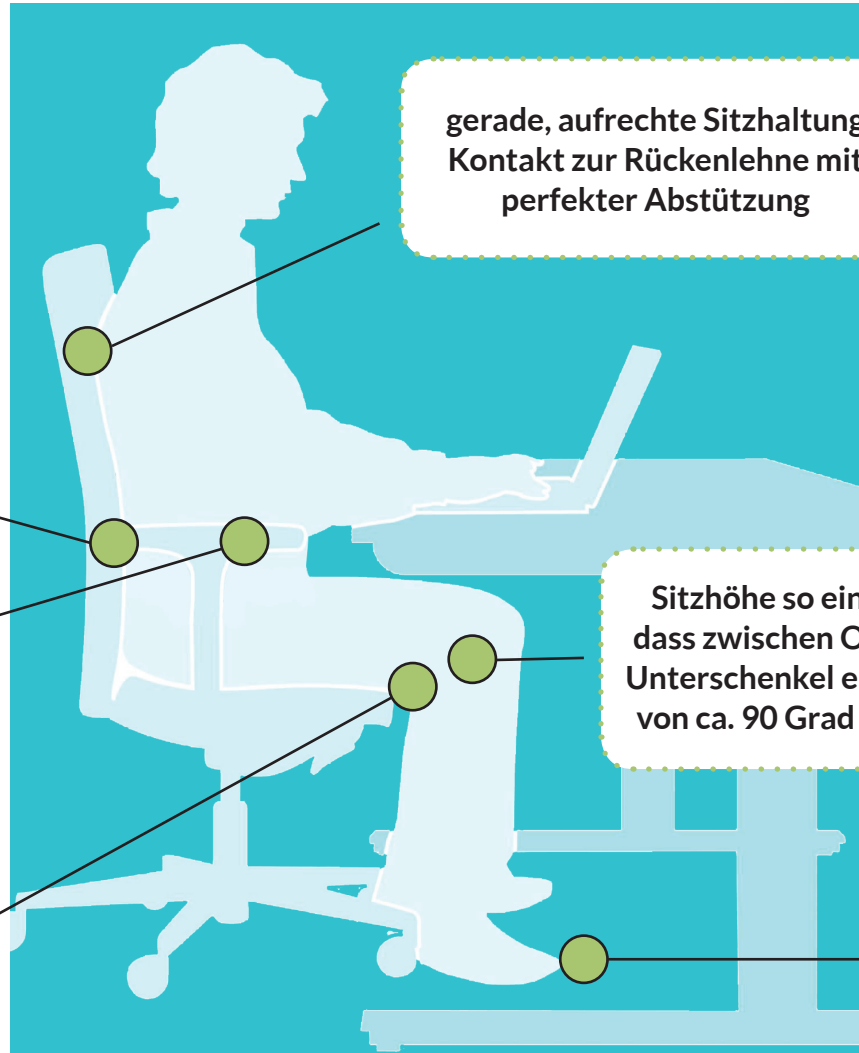 gerade, aufrechte Sitzhaltung
Kontakt zur Rückenlehne mit
perfekter Abstützung
Sitzhöhe so ein
dass zwischen O
Unterschenkel e
von ca. 90 Grad